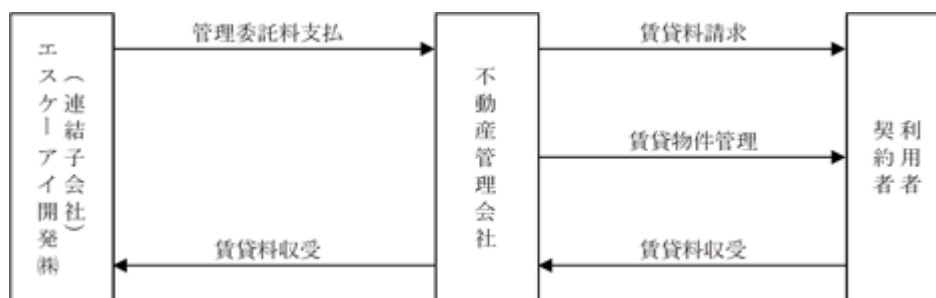 エスケーアイ開発㈱
（連結子会社）
管理委託料支払
賃貸料収受
不動産管理会社
賃貸料請求
賃貸物件管理
賃貸料収受
利用者
契約者